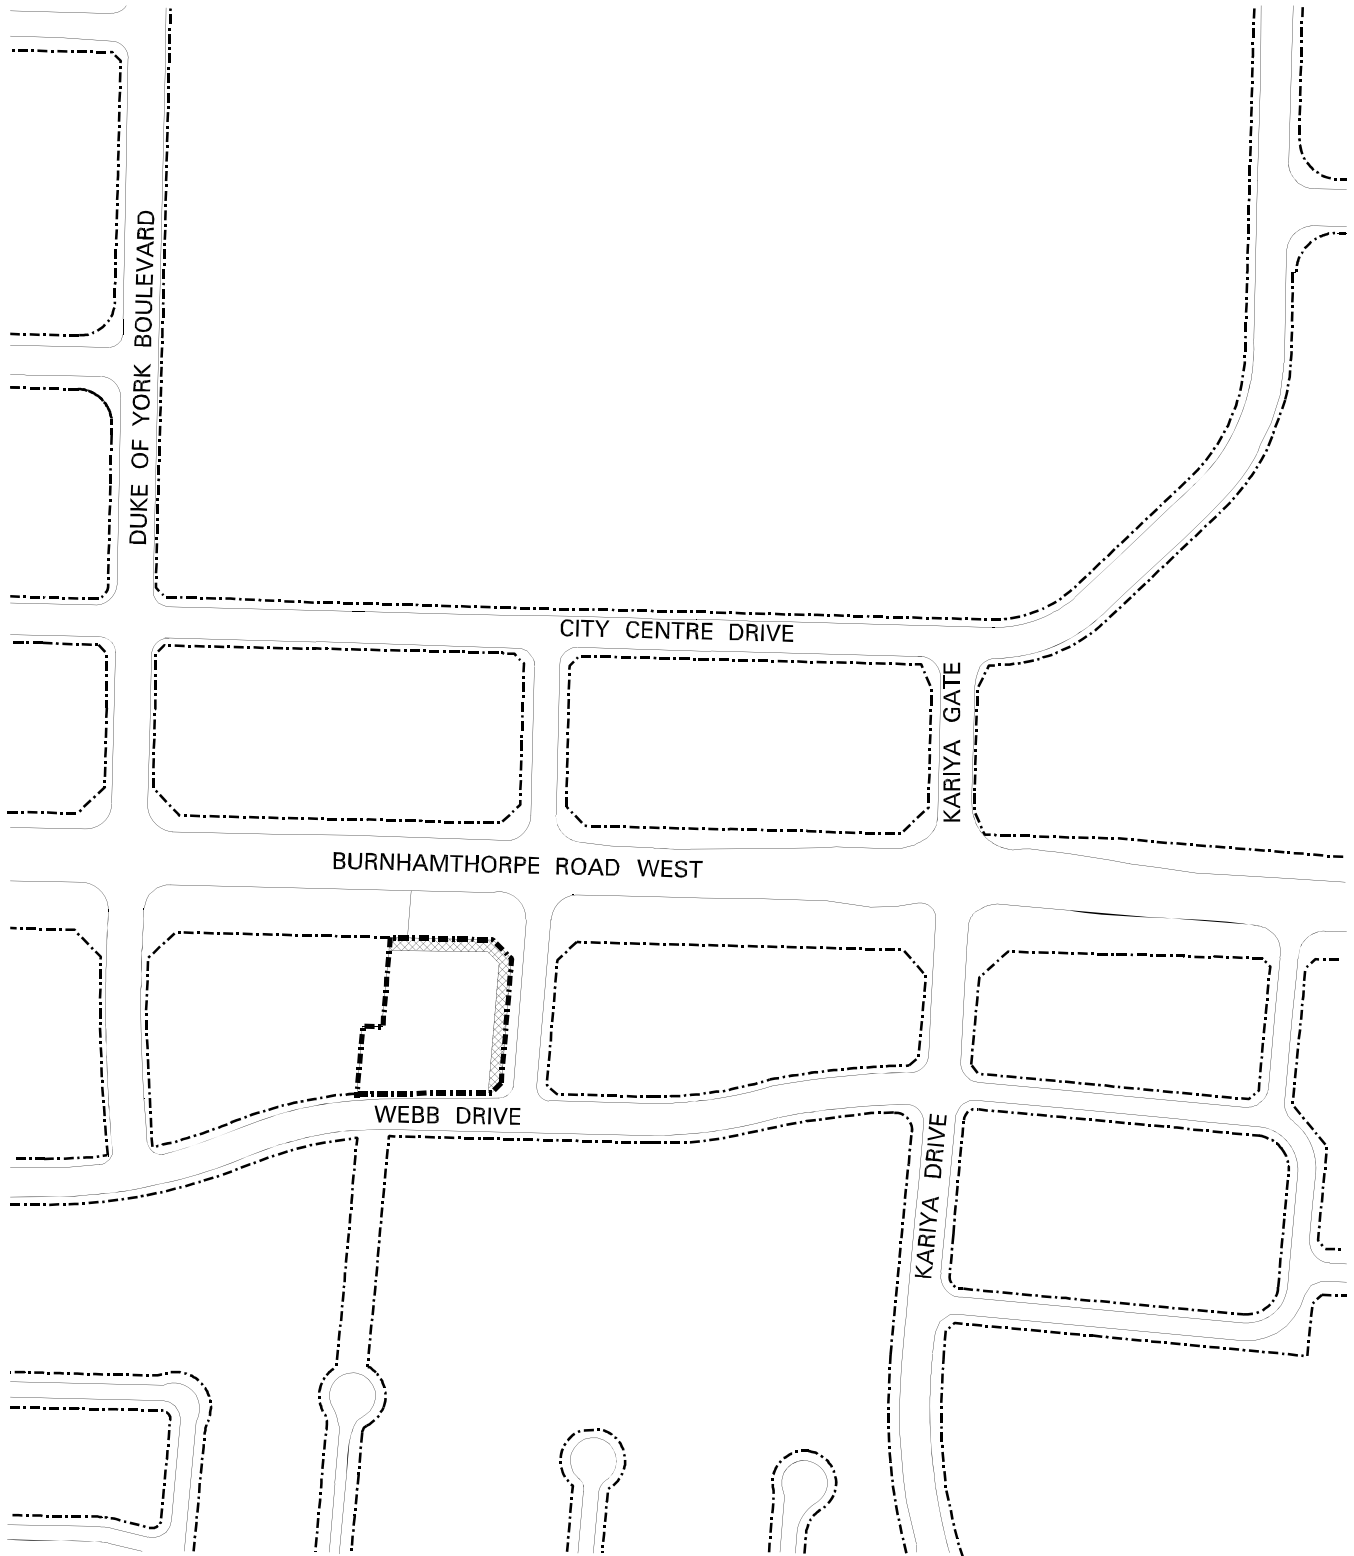 DUKE OF YORK BOULEVARD
CITY CENTRE DRIVE
KARIYA GATE
BURNHAMTHORPE ROAD WEST
WEBB DRIVE
KARIYA DRIVE